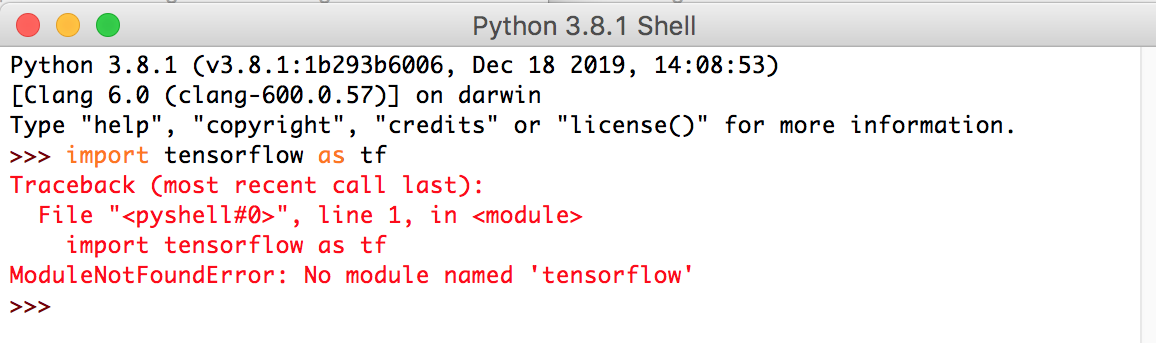 Python 3.8.1 Shell
Python 3.8.1 (v3.8.1:1b293b6006, Dec 18 2019, 14:08:53)
[Clang 6.0 (clang-600.0.57)] on darwin
Type "help", "copyright", "credits" or "license()" for more information.
>>> import tensorflow as tf
Traceback (most recent call last):
  File "<pyshell#0>", line 1, in <module>
    import tensorflow as tf
ModuleNotFoundError: No module named 'tensorflow'
>>>